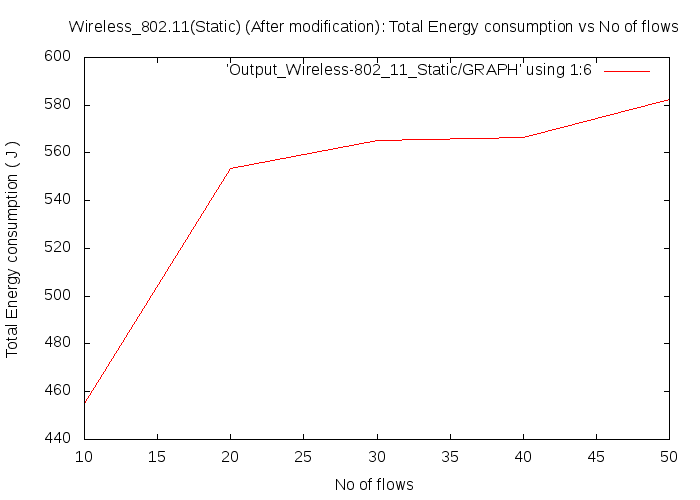 Wireless_802.11(Static) (After modification): Total Energy consumption vs No of flows
'Output_Wireless-802_11_Static/GRAPH' using 1:6
600
580
560
540
520
500
480
460
440
Total Energy consumption ( J )
10 15 20 25 30 35 40 45 50
No of flows